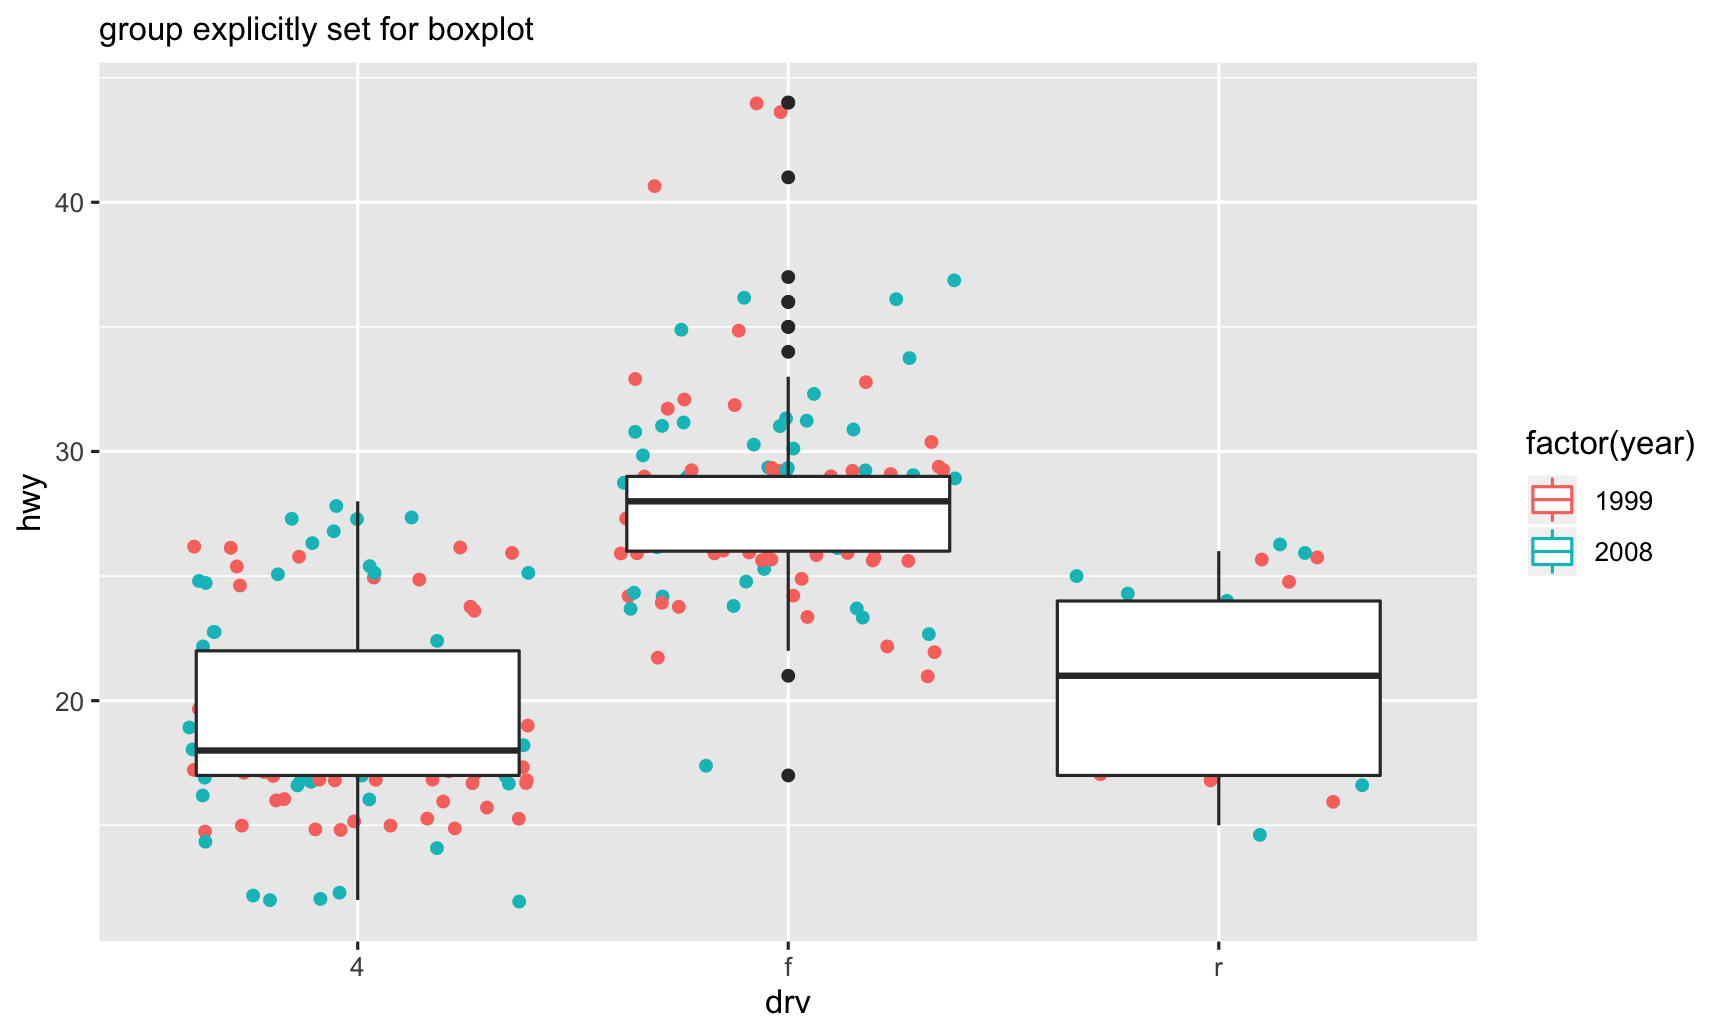 group explicitly set for boxplot
40
30
20
hwy
4
f
r
drv
factor(year)
1999
2008